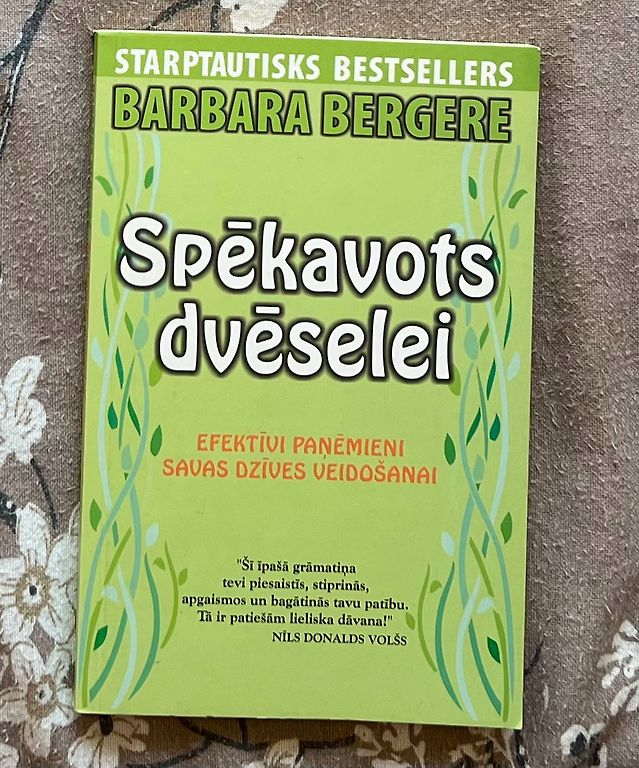 STARPTAUTISKS BESTSELLERS
BARBARA BERGERE
Spēkavots
dvēselei
EFEKTĪVI PAŅĒMIENI
SAVAS DZĪVES VEIDOŠANAI
"Šī īpašā grāmatiņa
tevi piesaistīs, stiprinās,
apgaismos un bagātinās tavu patību.
Tā ir patiešām lieliska dāvana!"
NĪLS DONALDS VOLŠS